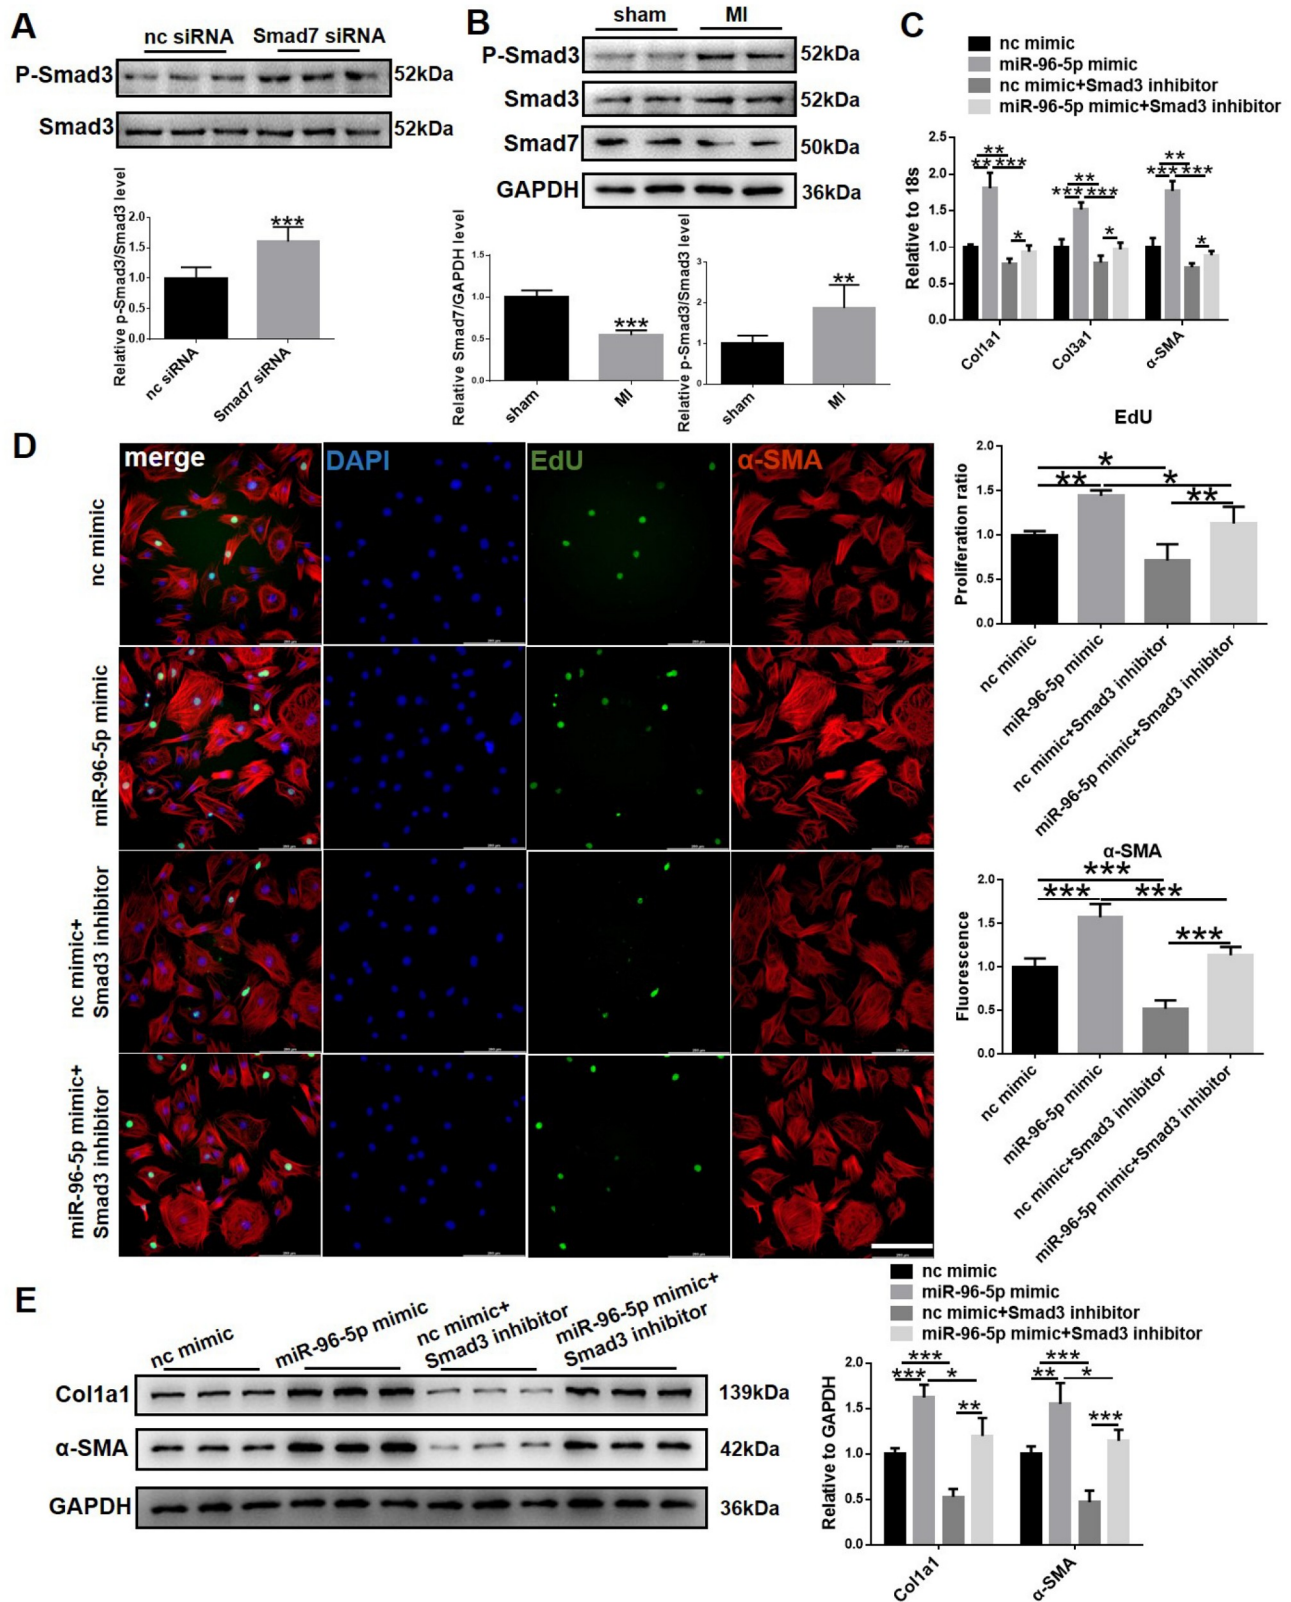 A
nc siRNA
Smad7 siRNA
P-Smad3
52kDa
Smad3
52kDa
Relative p-Smad3/Smad3 level
2.0
1.5
1.0
0.5
0.0
***
nc siRNA
Smad7 siRNA
B
sham
MI
P-Smad3
52kDa
Smad3
52kDa
Smad7
50kDa
GAPDH
36kDa
Relative Smad7/GAPDH level
1.5
1.0
0.5
0.0
***
sham
MI
Relative p-Smad3/Smad3 level
3
2
1
0
**
sham
MI
C
nc mimic
miR-96-5p mimic
nc mimic+Smad3 inhibitor
miR-96-5p mimic+Smad3 inhibitor
Relative to 18s
2.5
2.0
1.5
1.0
0.5
0.0
**
** ***
*
**
*** ***
*
**
*** ***
*
Col1a1
Col3a1
α-SMA
D
merge
DAPI
EdU
α-SMA
nc mimic
miR-96-5p mimic
nc mimic+
Smad3 inhibitor
miR-96-5p mimic+
Smad3 inhibitor
EdU
Proliferation ratio
2.0
1.5
1.0
0.5
0.0
*
**
*
**
nc mimic
miR-96-5p mimic
nc mimic+Smad3 inhibitor
miR-96-5p mimic+Smad3 inhibitor
α-SMA
Fluorescence
2.0
1.5
1.0
0.5
0.0
***
***
***
***
nc mimic
miR-96-5p mimic
nc mimic+Smad3 inhibitor
miR-96-5p mimic+Smad3 inhibitor
E
nc mimic
miR-96-5p mimic
nc mimic+
Smad3 inhibitor
miR-96-5p mimic+
Smad3 inhibitor
Col1a1
139kDa
α-SMA
42kDa
GAPDH
36kDa
nc mimic
miR-96-5p mimic
nc mimic+Smad3 inhibitor
miR-96-5p mimic+Smad3 inhibitor
Relative to GAPDH
2.0
1.5
1.0
0.5
0.0
***
***
*
**
***
**
*
***
Col1a1
α-SMA